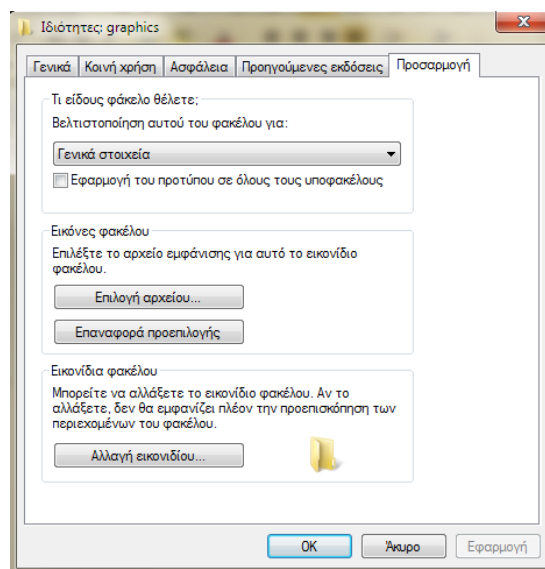 Ιδιότητες: graphics
Γενικά Κοινή χρήση Ασφάλεια Προηγούμενες εκδόσεις Προσαρμογή
Τι είδους φάκελο θέλετε;
Βελτιστοποίηση αυτού του φακέλου για:
Γενικά στοιχεία
Εφαρμογή του προτύπου σε όλους τους υποφακέλους
Εικόνες φακέλου
Επιλέξτε το αρχείο εμφάνισης για αυτό το εικονίδιο
φακέλου.
Επιλογή αρχείου...
Επαναφορά προεπιλογής
Εικονίδια φακέλου
Μπορείτε να αλλάξετε το εικονίδιο φακέλου. Αν το
αλλάξετε, δεν θα εμφανίζει πλέον την προεπισκόπηση των
περιεχομένων του φακέλου.
Αλλαγή εικονιδίου...
OK Άκυρο Εφαρμογή